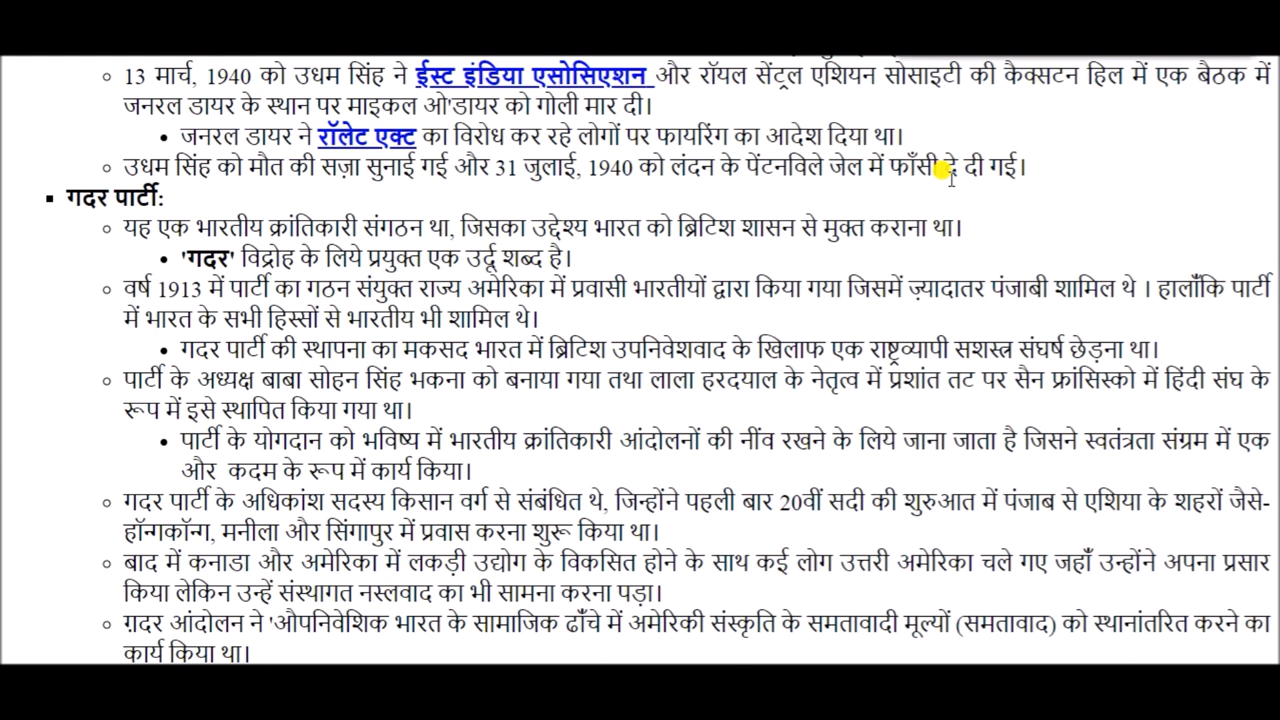 13 मार्च, 1940 को उधम सिंह ने ईस्ट इंडिया एसोसिएशन और रॉयल सेंट्रल एशियन सोसाइटी की कैक्सटन हिल में एक बैठक में
जनरल डायर के स्थान पर माइकल ओ'डायर को गोली मार दी।
जनरल डायर ने रॉलेट एक्ट का विरोध कर रहे लोगों पर फायरिंग का आदेश दिया था।
उधम सिंह को मौत की सज़ा सुनाई गई और 31 जुलाई, 1940 को लंदन के पेंटनविले जेल में फाँसी दे दी गई।
गदर पार्टी:
यह एक भारतीय क्रांतिकारी संगठन था, जिसका उद्देश्य भारत को ब्रिटिश शासन से मुक्त कराना था।
'गदर' विद्रोह के लिये प्रयुक्त एक उर्दू शब्द है।
वर्ष 1913 में पार्टी का गठन संयुक्त राज्य अमेरिका में प्रवासी भारतीयों द्वारा किया गया जिसमें ज़्यादातर पंजाबी शामिल थे । हालाँकि पार्टी
में भारत के सभी हिस्सों से भारतीय भी शामिल थे।
गदर पार्टी की स्थापना का मकसद भारत में ब्रिटिश उपनिवेशवाद के खिलाफ एक राष्ट्रव्यापी सशस्त्र संघर्ष छेड़ना था।
पार्टी के अध्यक्ष बाबा सोहन सिंह भकना को बनाया गया तथा लाला हरदयाल के नेतृत्व में प्रशांत तट पर सैन फ्रांसिस्को में हिंदी संघ के
रूप में इसे स्थापित किया गया था।
पार्टी के योगदान को भविष्य में भारतीय क्रांतिकारी आंदोलनों की नींव रखने के लिये जाना जाता है जिसने स्वतंत्रता संग्रम में एक
और कदम के रूप में कार्य किया।
गदर पार्टी के अधिकांश सदस्य किसान वर्ग से संबंधित थे, जिन्होंने पहली बार 20वीं सदी की शुरुआत में पंजाब से एशिया के शहरों जैसे-
हॉन्गकॉन्ग, मनीला और सिंगापुर में प्रवास करना शुरू किया था।
बाद में कनाडा और अमेरिका में लकड़ी उद्योग के विकसित होने के साथ कई लोग उत्तरी अमेरिका चले गए जहाँ उन्होंने अपना प्रसार
किया लेकिन उन्हें संस्थागत नस्लवाद का भी सामना करना पड़ा।
ग़दर आंदोलन ने 'औपनिवेशिक भारत के सामाजिक ढाँचे में अमेरिकी संस्कृति के समतावादी मूल्यों (समतावाद) को स्थानांतरित करने का
कार्य किया था।